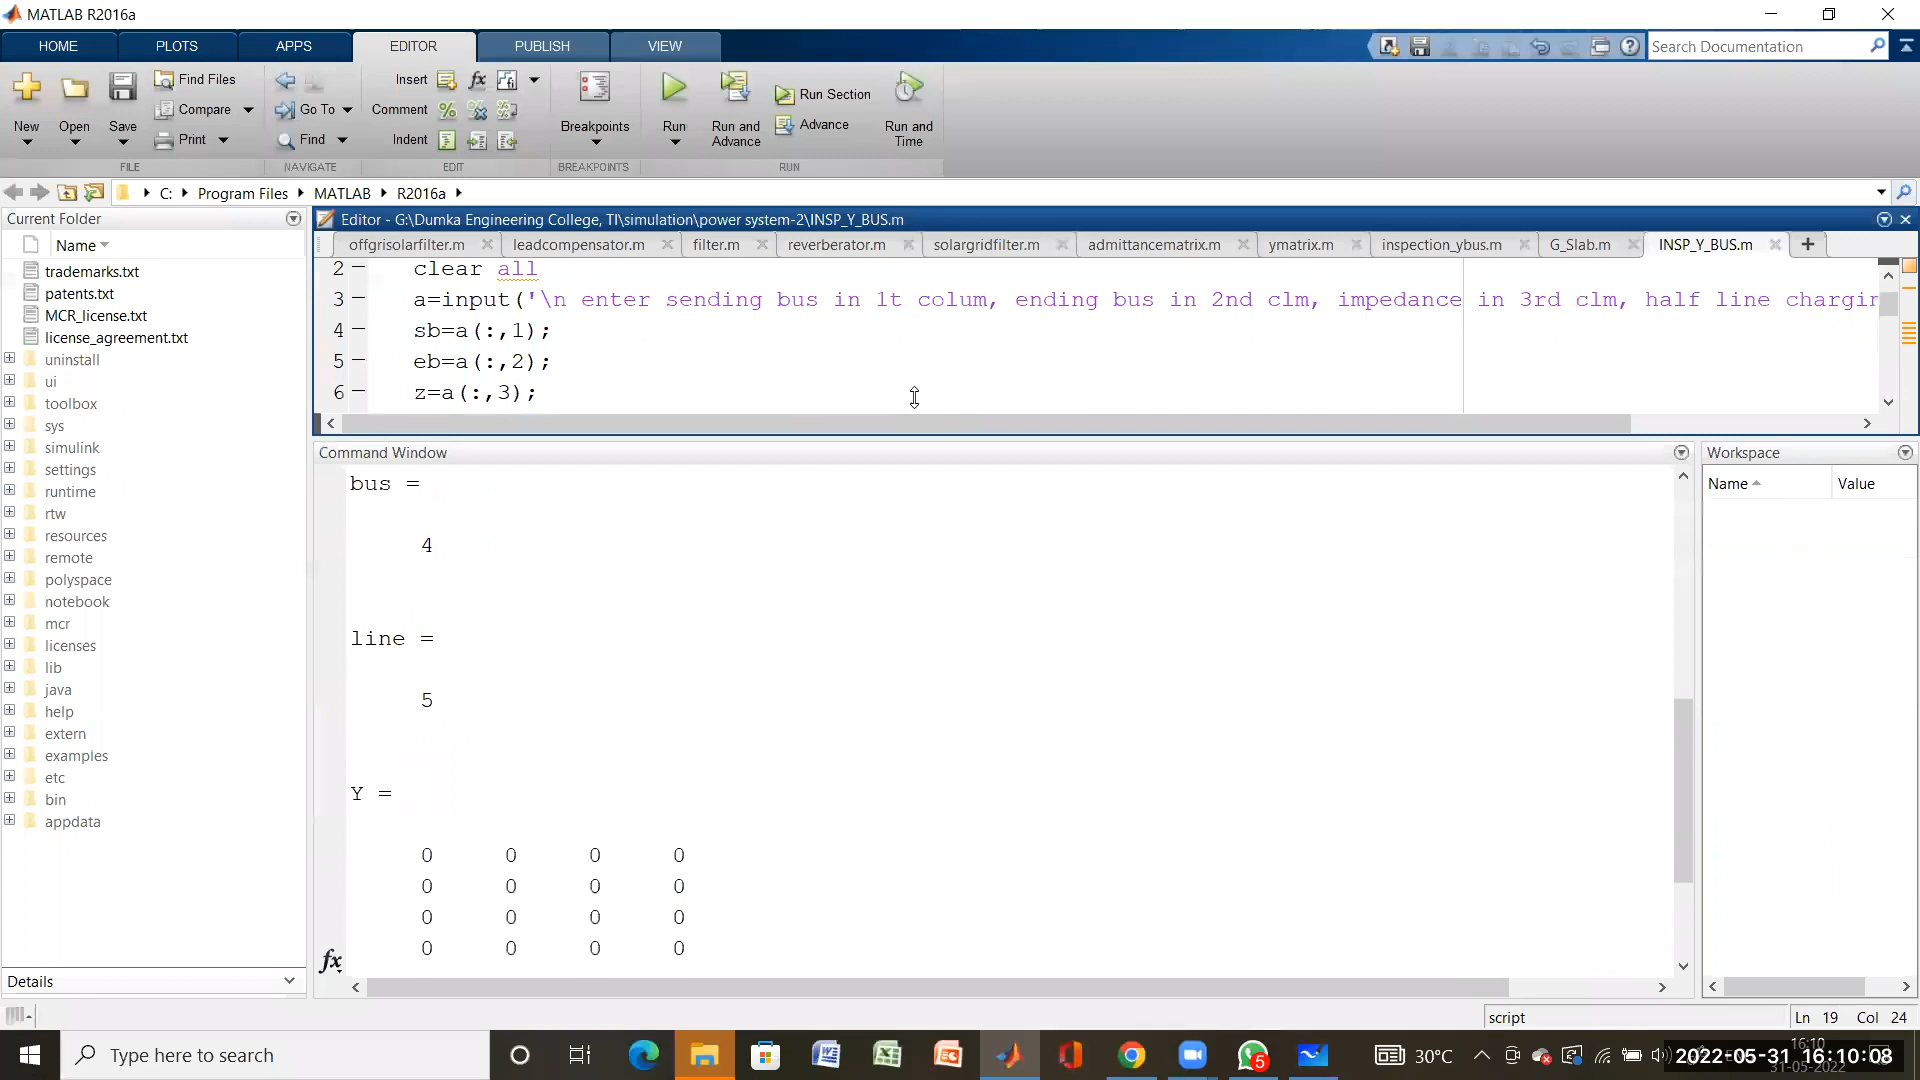 MATLAB R2016a
HOME PLOTS APPS EDITOR PUBLISH VIEW
Search Documentation
New Open Save
Find Files
Compare
Print
FILE
Go To
Find
NAVIGATE
Insert
Comment
Indent
EDIT
Breakpoints
BREAKPOINTS
Run
Run and Advance
Run Section
Advance
Run and Time
RUN
C: Program Files MATLAB R2016a
Current Folder
Name
trademarks.txt
patents.txt
MCR_license.txt
license_agreement.txt
uninstall
ui
toolbox
sys
simulink
settings
runtime
rtw
resources
remote
polyspace
notebook
mcr
licenses
lib
java
help
extern
examples
etc
bin
appdata
Details
Editor - G:\Dumka Engineering College, TI\simulation\power system-2\INSP_Y_BUS.m
offgrisolarfilter.m leadcompensator.m filter.m reverberator.m solargridfilter.m admittancematrix.m ymatrix.m inspection_ybus.m G_Slab.m INSP_Y_BUS.m
2 clear all
3 a=input('\n enter sending bus in 1t colum, ending bus in 2nd clm, impedance in 3rd clm, half line chargin
4 sb=a(:,1);
5 eb=a(:,2);
6 z=a(:,3);
Command Window
bus =
4
line =
5
Y =
0 0 0 0
0 0 0 0
0 0 0 0
0 0 0 0
fx
Workspace
Name Value
script
Ln 19 Col 24
Type here to search
5
30°C
16:10
31-05-2022
2022-05-31 16:10:08